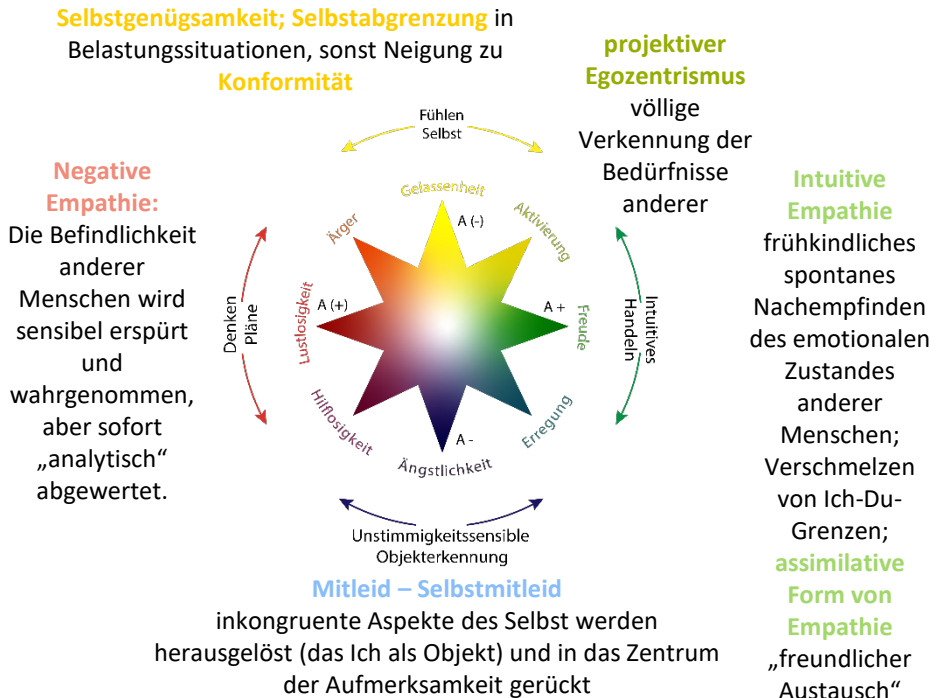 Selbstgenügsamkeit; Selbstabgrenzung in
Belastungssituationen, sonst Neigung zu
Konformität
projektiver
Egozentrismus
völlige
Verkennung der
Bedürfnisse
anderer
Negative
Empathie:
Die Befindlichkeit
anderer
Menschen wird
sensibel erspürt
und
wahrgenommen,
aber sofort
„analytisch“
abgewertet.
Fühlen
Selbst
Gelassenheit
A (-)
Ärger
Aktivierung
Denken
Pläne
Lustlosigkeit
A (+)
A +
Freude
Intuitives
Handeln
Hilflosigkeit
A -
Erregung
Ängstlichkeit
Unstimmigkeitssensible
Objekterkennung
Intuitive
Empathie
frühkindliches
spontanes
Nachempfinden
des emotionalen
Zustandes
anderer
Menschen;
Verschmelzen
von Ich-Du-
Grenzen;
assimilative
Form von
Empathie
„freundlicher
Austausch“
Mitleid – Selbstmitleid
inkongruente Aspekte des Selbst werden
herausgelöst (das Ich als Objekt) und in das Zentrum
der Aufmerksamkeit gerückt